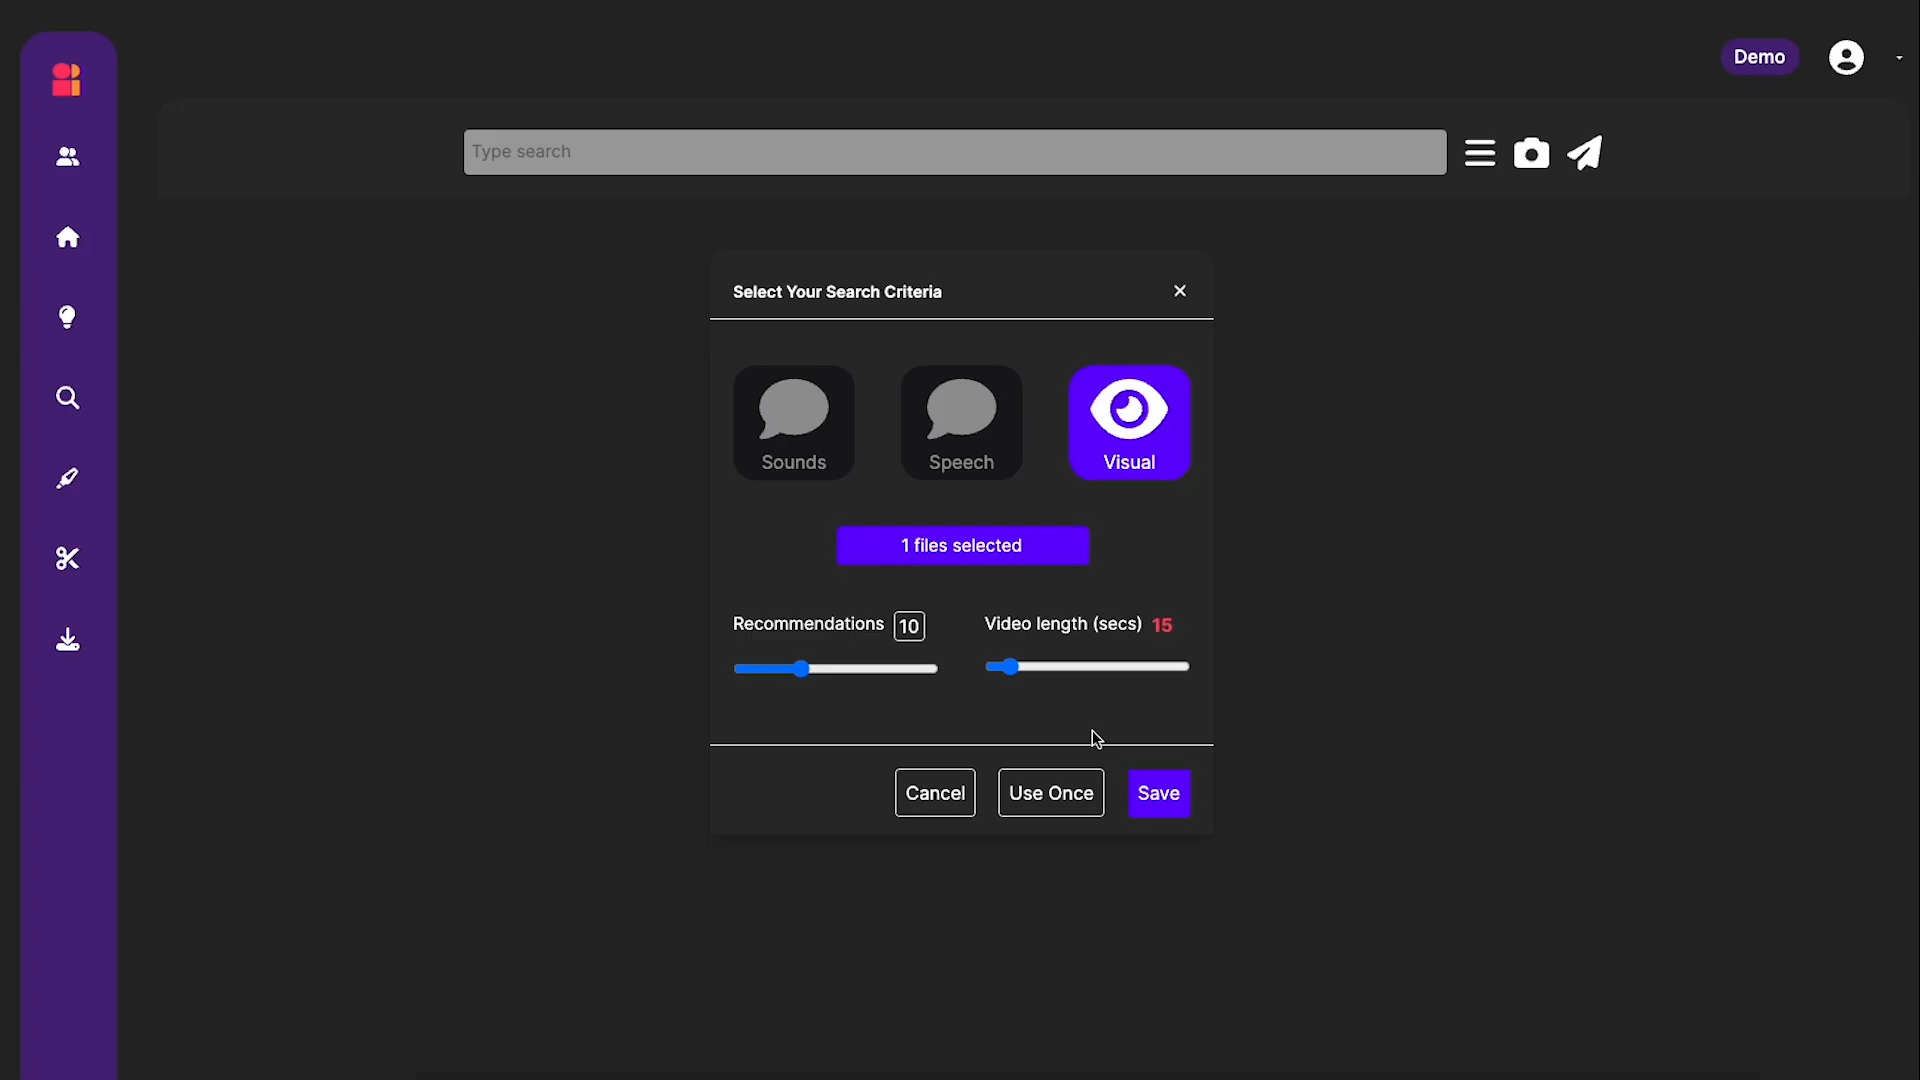 Demo
Type search
Select Your Search Criteria
Sounds
Speech
Visual
1 files selected
Recommendations 10
Video length (secs) 15
Cancel
Use Once
Save